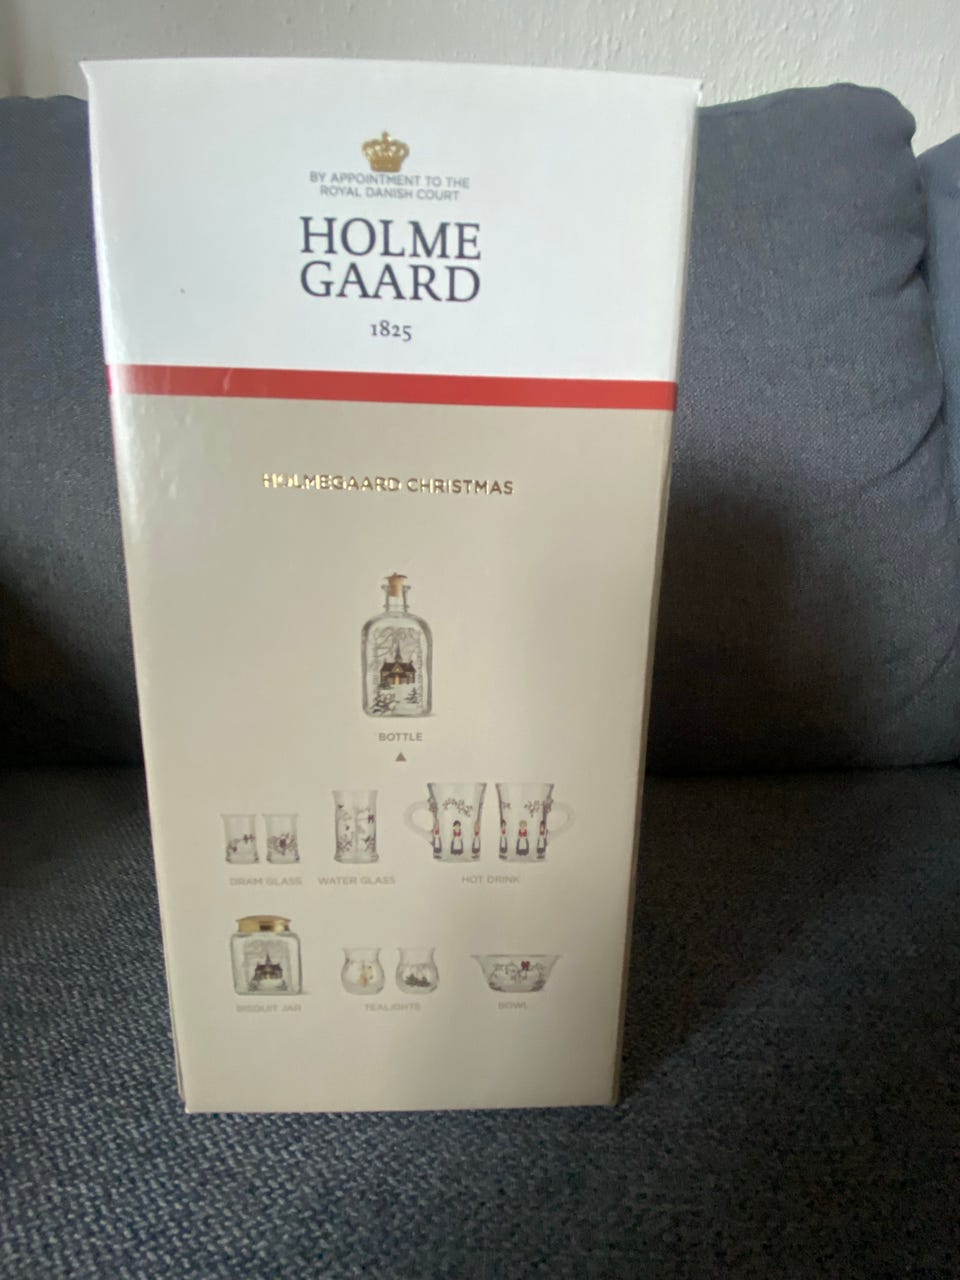 BY APPOINTMENT TO THE
ROYAL DANISH COURT
HOLME
GAARD
1825
HOLMEGAARD CHRISTMAS
BOTTLE
DRAM GLASS WATER GLASS HOT DRINK
BISQUIT JAR TEALIGHTS BOWL